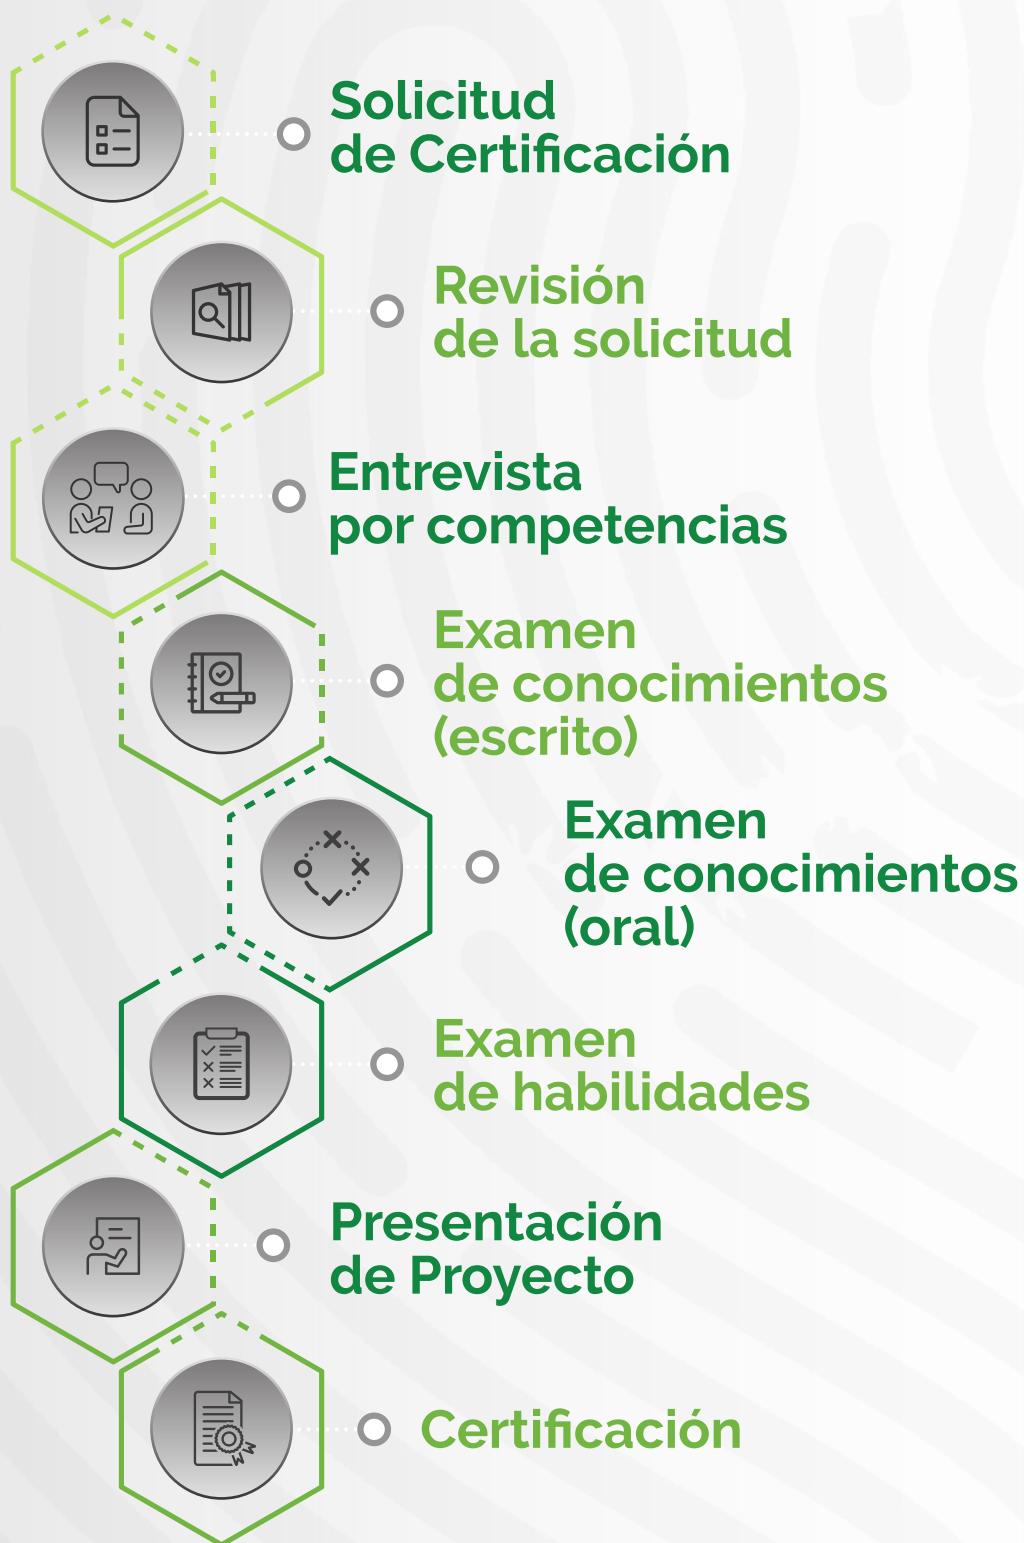 Solicitud
de Certificación
Revisión
de la solicitud
Entrevista
por competencias
Examen
de conocimientos
(escrito)
Examen
de conocimientos
(oral)
Examen
de habilidades
Presentación
de Proyecto
Certificación